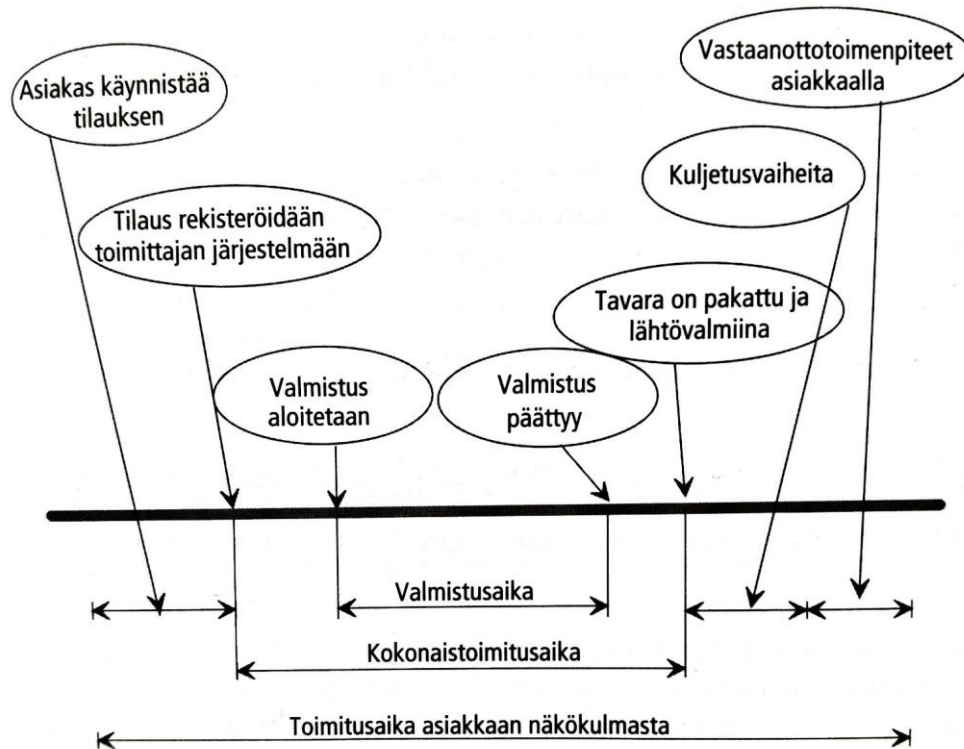 Vastaanottotoimenpiteet
asiakkaalla
Asiakas käynnistää
tilauksen
Kuljetusvaiheita
Tilaus rekisteröidään
toimittajan järjestelmään
Tavara on pakattu ja
lähtövalmiina
Valmistus
aloitetaan
Valmistus
päättyy
Valmistusaika
Kokonaistoimitusaika
Toimitusaika asiakkaan näkökulmasta